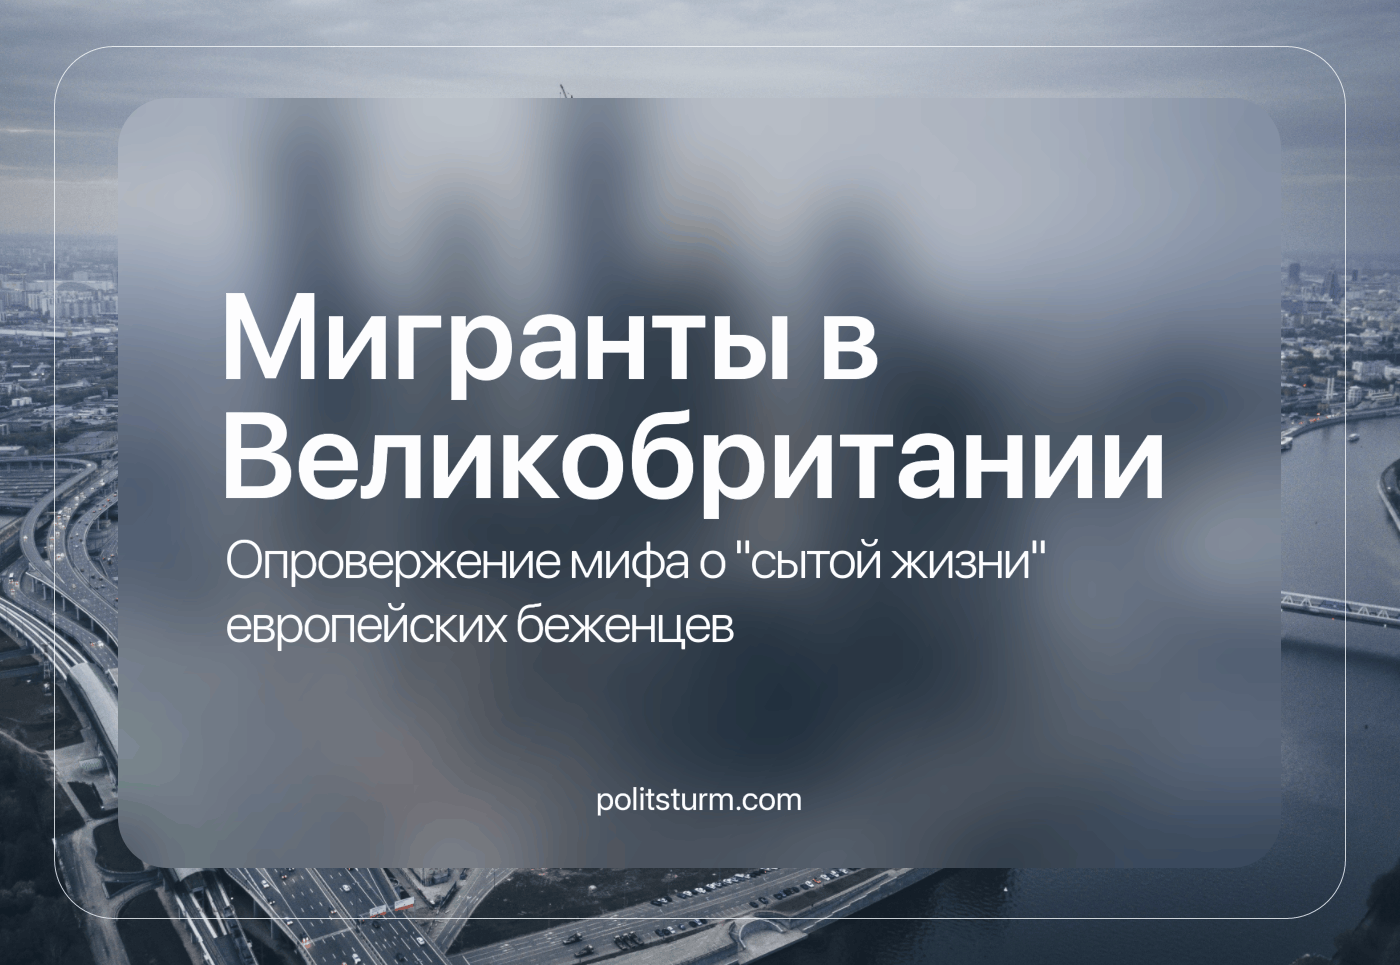 Мигранты в
Великобритании
Опровержение мифа о "сытой жизни"
европейских беженцев
politsturm.com